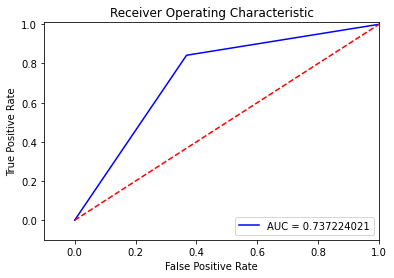 Receiver Operating Characteristic
True Positive Rate
1.0
0.8
0.6
0.4
0.2
0.0
AUC = 0.737224021
0.0 0.2 0.4 0.6 0.8 1.0
False Positive Rate